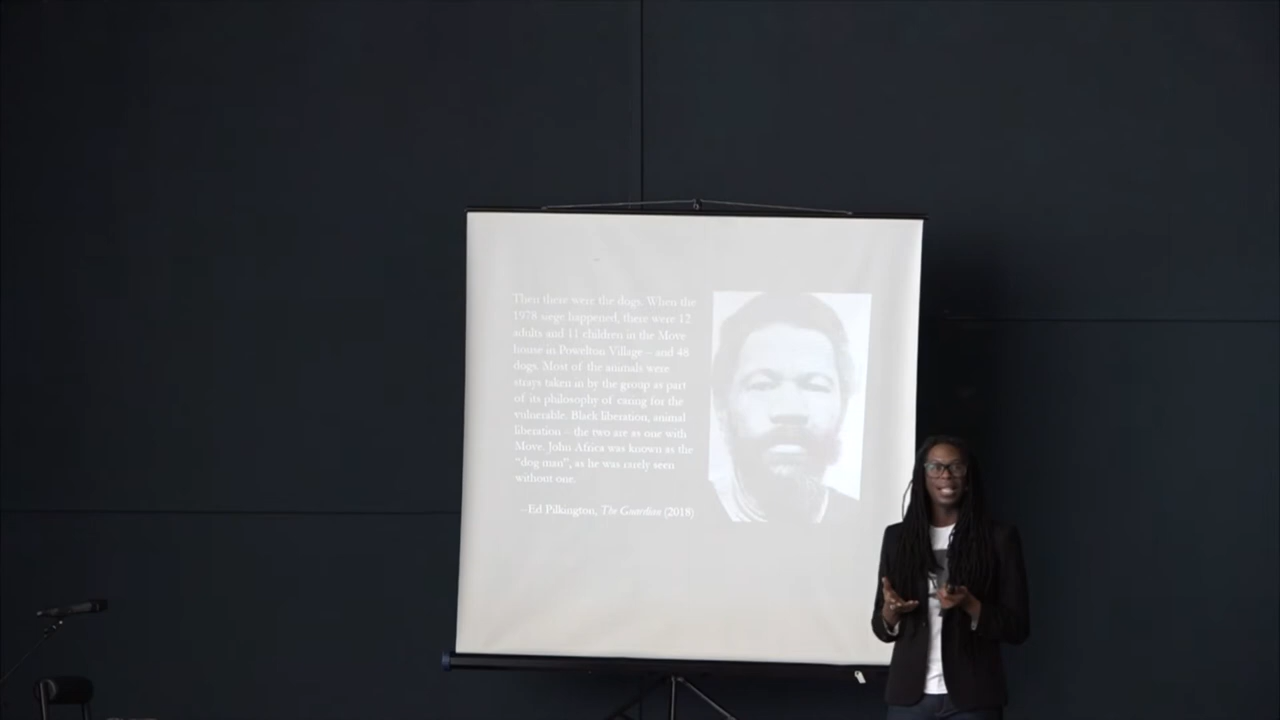 Then there were the dogs. When the
1978 siege happened, there were 12
adults and 11 children in the Move
house in Powelton Village – and 48
dogs. Most of the animals were
strays taken in by the group as part
of its philosophy of caring for the
vulnerable. Black liberation, animal
liberation – the two are as one with
Move. John Africa was known as the
“dog man”, as he was rarely seen
without one.
–Ed Pilkington, The Guardian (2018)